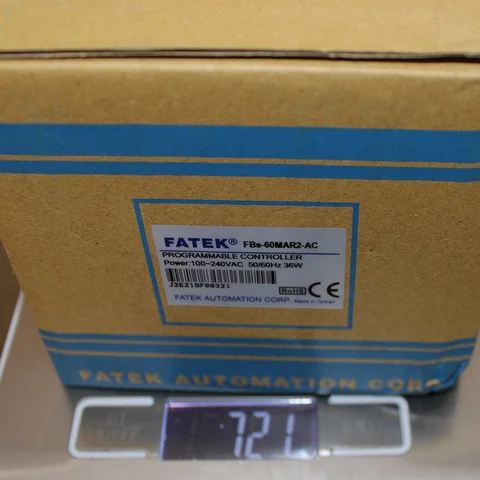 FATEK® FBs-60MAR2-AC
PROGRAMMABLE CONTROLLER
Power:100~240VAC 50/60Hz 36W
J2E219F00321
RoHS CE
FATEK AUTOMATION CORP. Made in Taiwan
FATEK AUTOMATION CORP
721